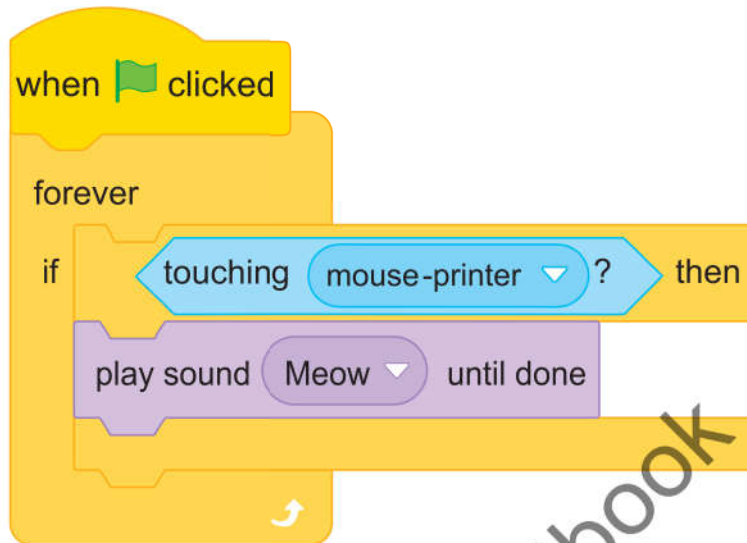 when clicked
forever
if touching mouse-printer ? then
play sound Meow until done
book